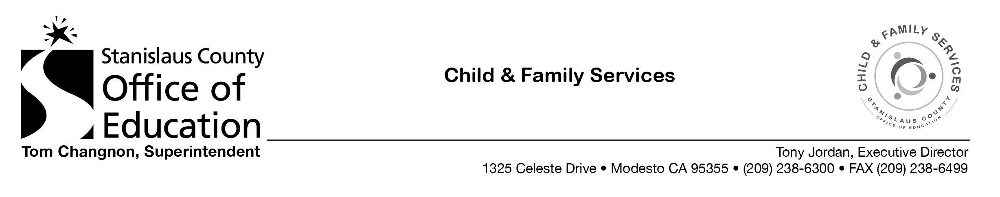 Stanislaus County
Office of
Education
Tom Changnon, Superintendent
Child & Family Services
CHILD & FAMILY SERVICES
STANISLAUS COUNTY
OFFICE OF EDUCATION
Tony Jordan, Executive Director
1325 Celeste Drive • Modesto CA 95355 • (209) 238-6300 • FAX (209) 238-6499